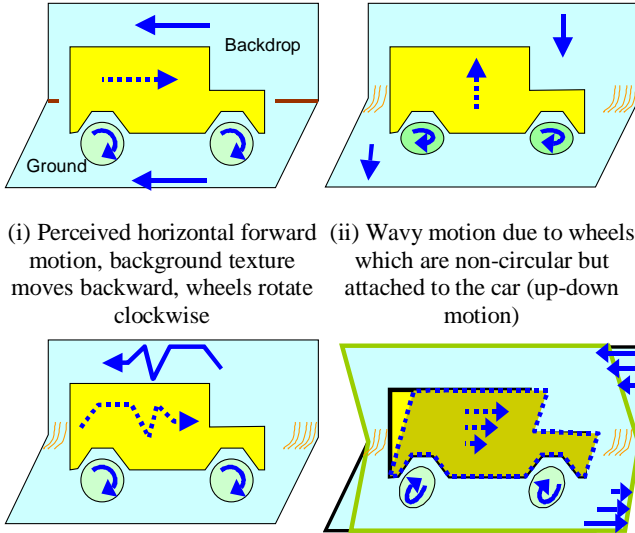 Backdrop
Ground
(i) Perceived horizontal forward
motion, background texture
moves backward, wheels rotate
clockwise
(ii) Wavy motion due to wheels
which are non-circular but
attached to the car (up-down
motion)